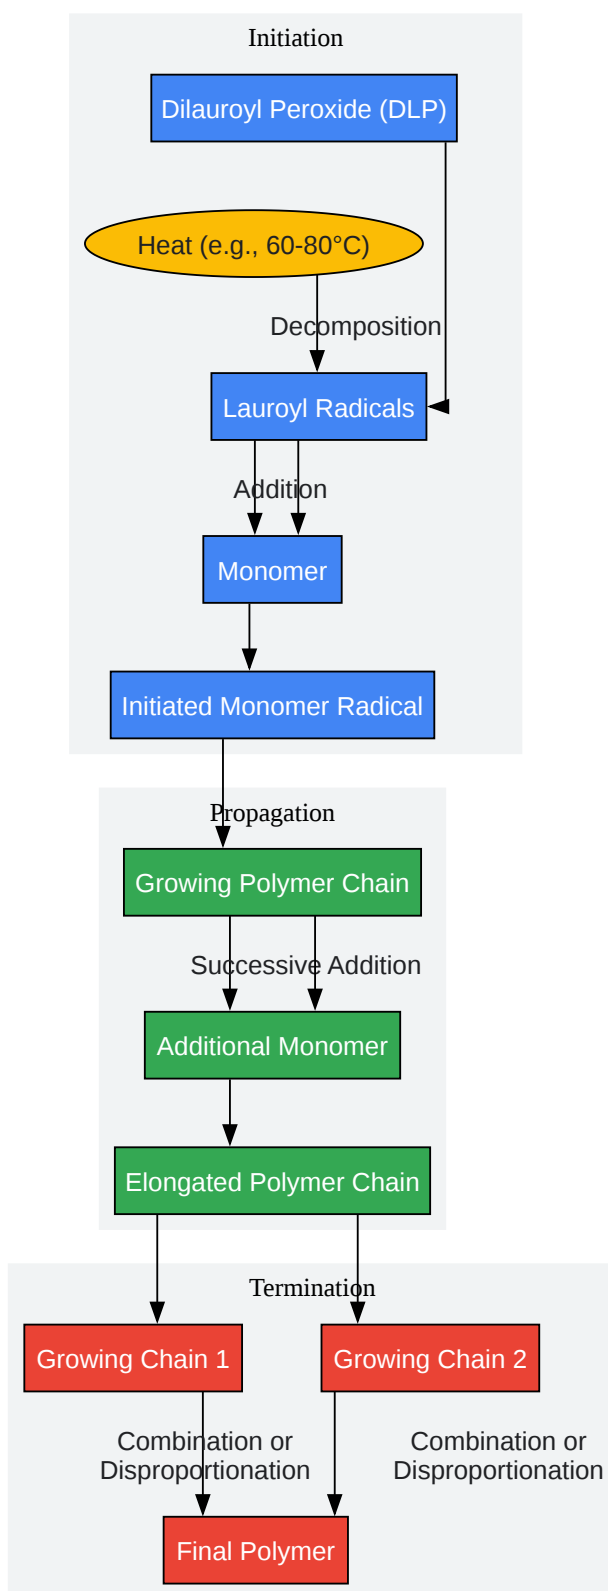 Initiation
Dilauroyl Peroxide (DLP)
Heat (e.g., 60-80°C)
Decomposition
Lauroyl Radicals
Addition
Monomer
Initiated Monomer Radical
Propagation
Growing Polymer Chain
Successive Addition
Additional Monomer
Elongated Polymer Chain
Termination
Growing Chain 1
Growing Chain 2
Combination or
Disproportionation
Combination or
Disproportionation
Final Polymer